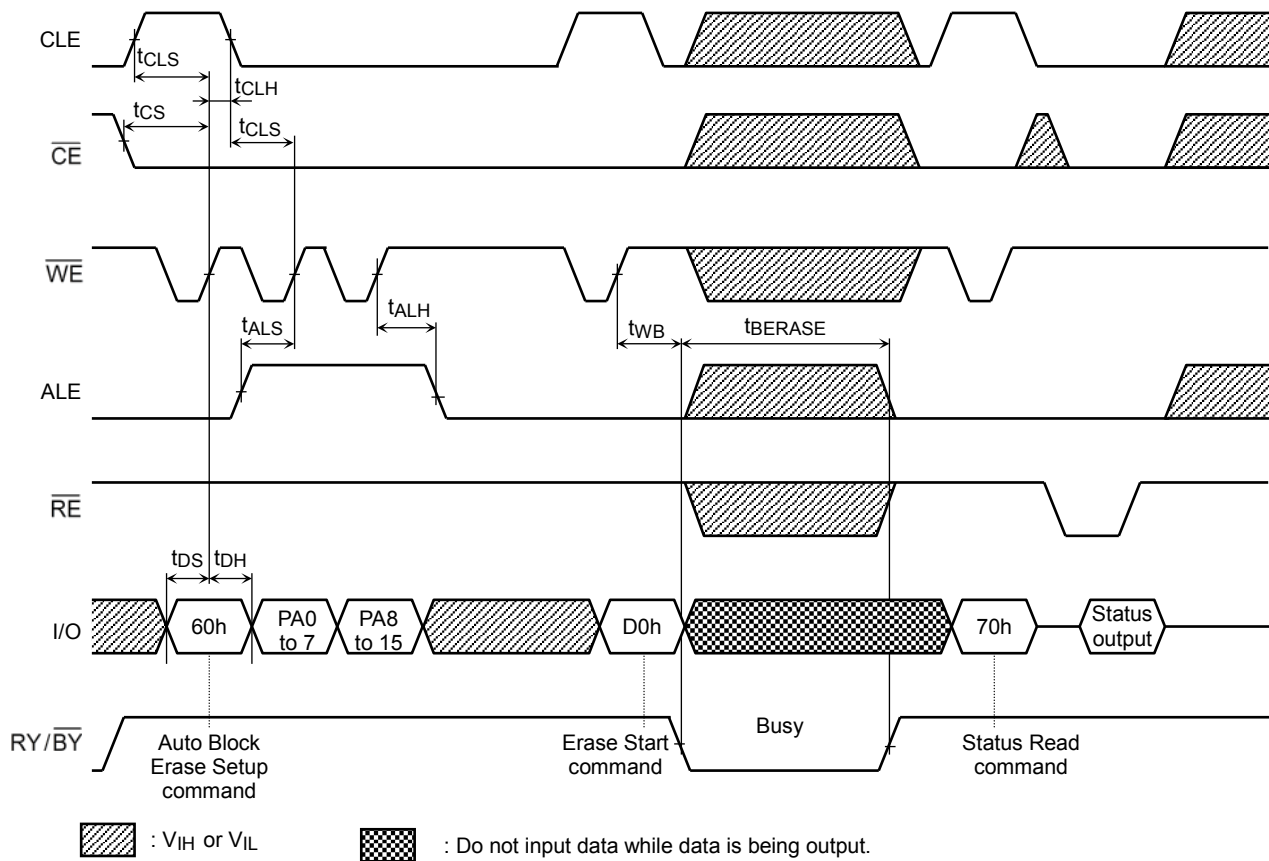 CLE
tCLS
tCLH
tCS
tCLS
CE
WE
tALS
tALH
tWB
tBERASE
ALE
RE
tDS
tDH
I/O
60h
PA0
to 7
PA8
to 15
D0h
70h
Status
output
RY/BY
Busy
Auto Block
Erase Setup
command
Erase Start
command
Status Read
command
: VIH or VIL
: Do not input data while data is being output.